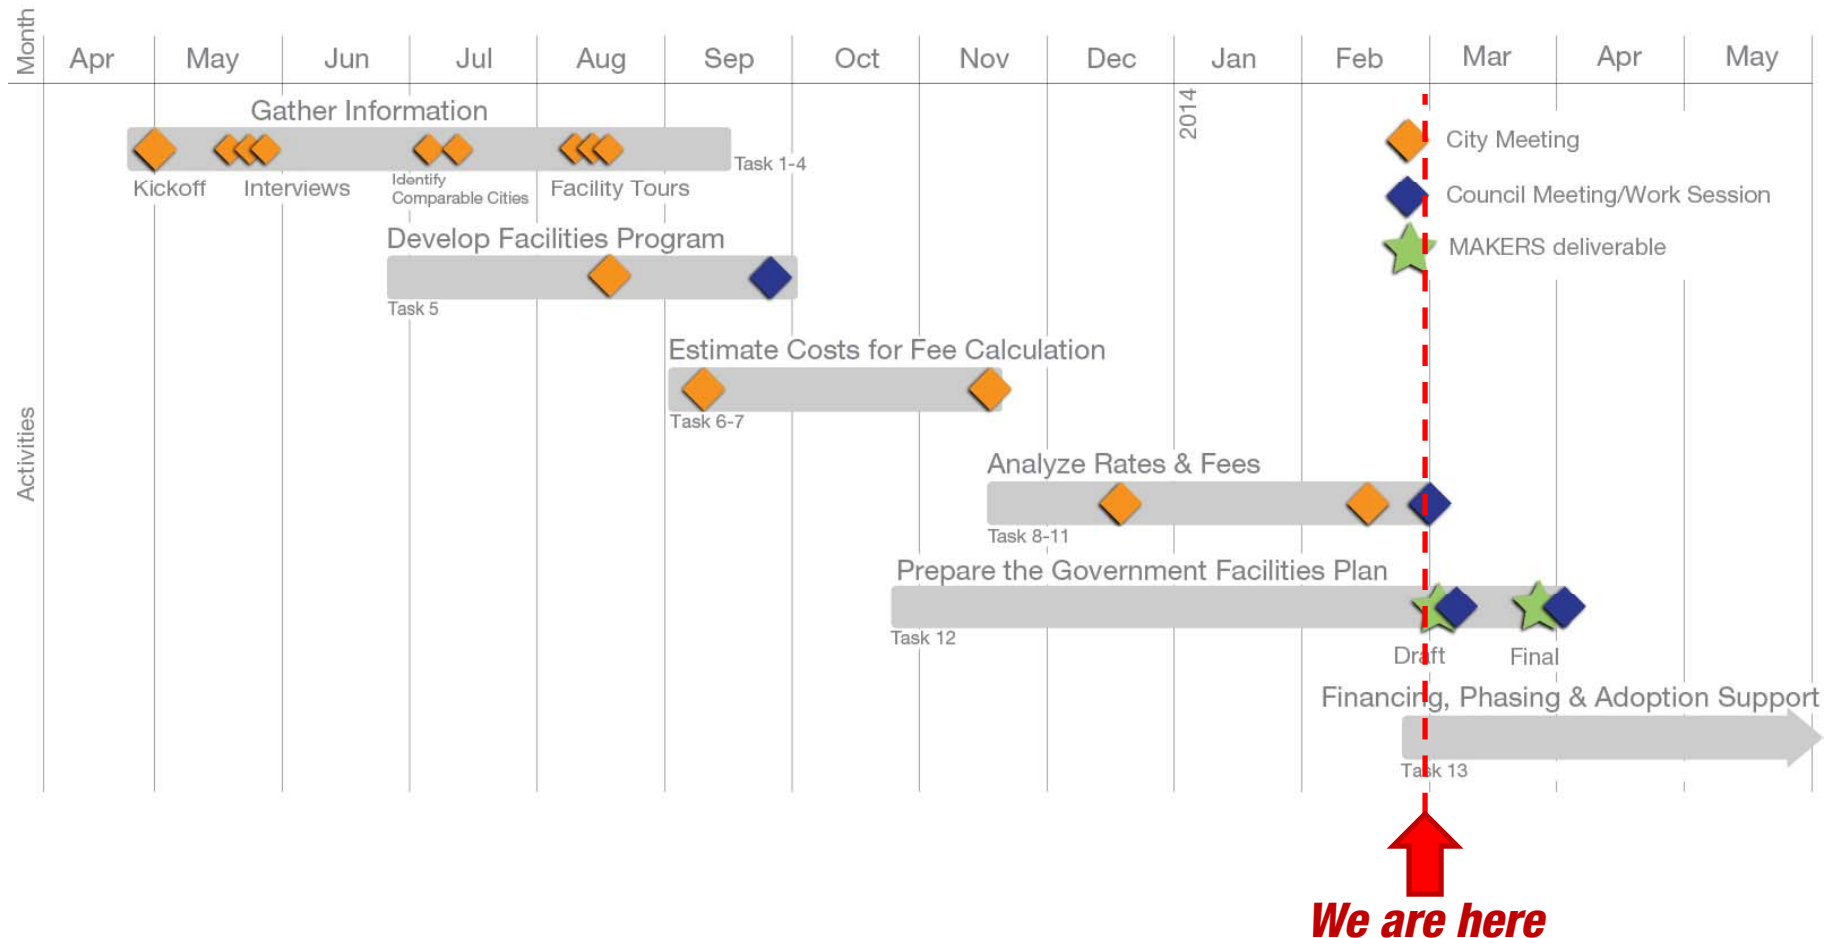 Month
Apr
May
Jun
Jul
Aug
Sep
Oct
Nov
Dec
Jan
Feb
Mar
Apr
May
2014
Gather Information
Task 1-4
Kickoff
Interviews
Identify
Comparable Cities
Facility Tours
City Meeting
Council Meeting/Work Session
MAKERS deliverable
Develop Facilities Program
Task 5
Estimate Costs for Fee Calculation
Task 6-7
Activities
Analyze Rates & Fees
Task 8-11
Prepare the Government Facilities Plan
Task 12
Draft
Final
Financing, Phasing & Adoption Support
Task 13
We are here